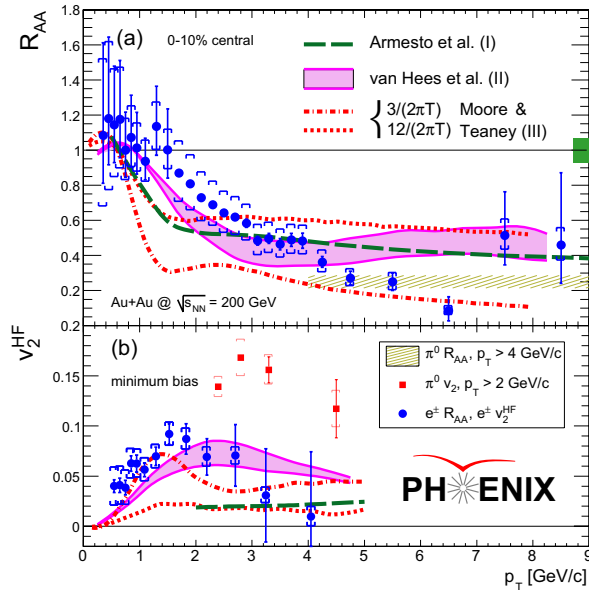 R_AA
1.8
1.6
1.4
1.2
1
0.8
0.6
0.4
0.2
(a)
0-10% central
Armesto et al. (I)
van Hees et al. (II)
3/(2πT)
12/(2πT)
{
Moore &
Teaney (III)
Au+Au @ √s_NN = 200 GeV
v_2^HF
0.15
0.1
0.05
0
(b)
minimum bias
π^0 R_AA, p_T > 4 GeV/c
π^0 v_2, p_T > 2 GeV/c
e^± R_AA, e^± v_2^HF
PHENIX
0 1 2 3 4 5 6 7 8 9
p_T [GeV/c]